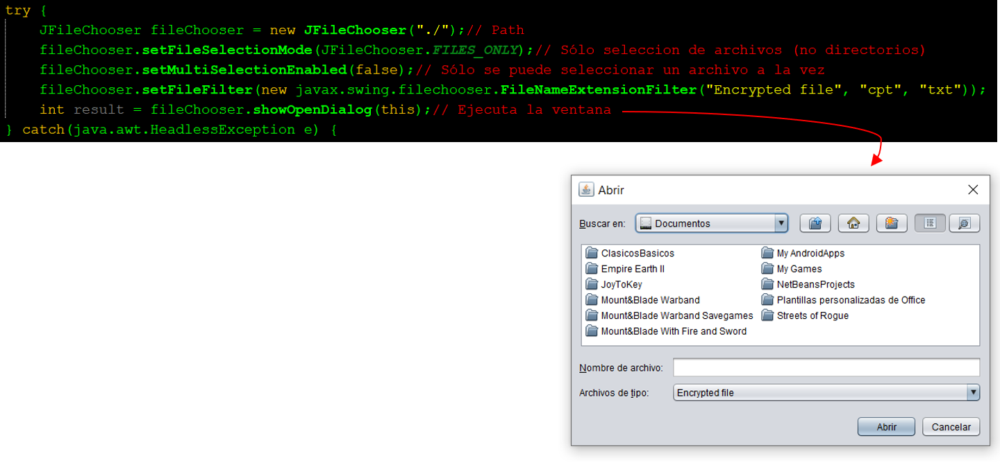 try {
JFileChooser fileChooser = new JFileChooser("./");// Path
fileChooser.setFileSelectionMode(JFileChooser.FILES_ONLY);// Sólo seleccion de archivos (no directorios)
fileChooser.setMultiSelectionEnabled(false);// Sólo se puede seleccionar un archivo a la vez
fileChooser.setFileFilter(new javax.swing.filechooser.FileNameExtensionFilter("Encrypted file", "cpt", "txt"));
int result = fileChooser.showOpenDialog(this);// Ejecuta la ventana
} catch(java.awt.HeadlessException e) {
Abrir
Buscar en: Documentos
ClasicosBasicos
Empire Earth II
JoyToKey
Mount&Blade Warband
Mount&Blade Warband Savegames
Mount&Blade With Fire and Sword
My AndroidApps
My Games
NetBeansProjects
Plantillas personalizadas de Office
Streets of Rogue
Nombre de archivo:
Archivos de tipo: Encrypted file
Abrir Cancelar